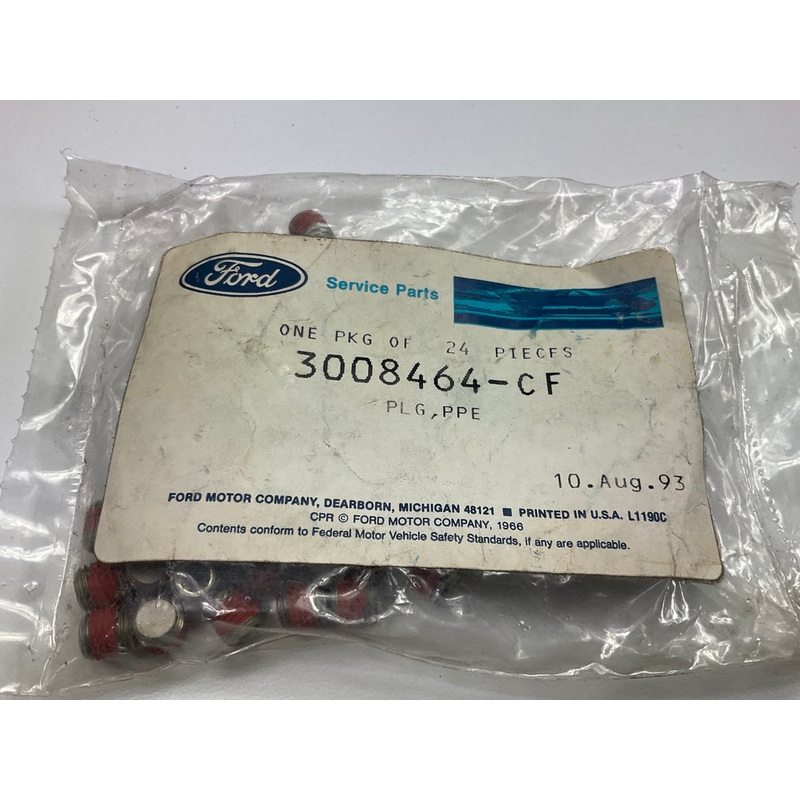 Ford
Service Parts
ONE PKG OF 24 PIECES
3008464-CF
PLG,PPE
10.Aug.93
FORD MOTOR COMPANY, DEARBORN, MICHIGAN 48121 ■ PRINTED IN U.S.A. L1190C
CPR © FORD MOTOR COMPANY, 1966
Contents conform to Federal Motor Vehicle Safety Standards, if any are applicable.